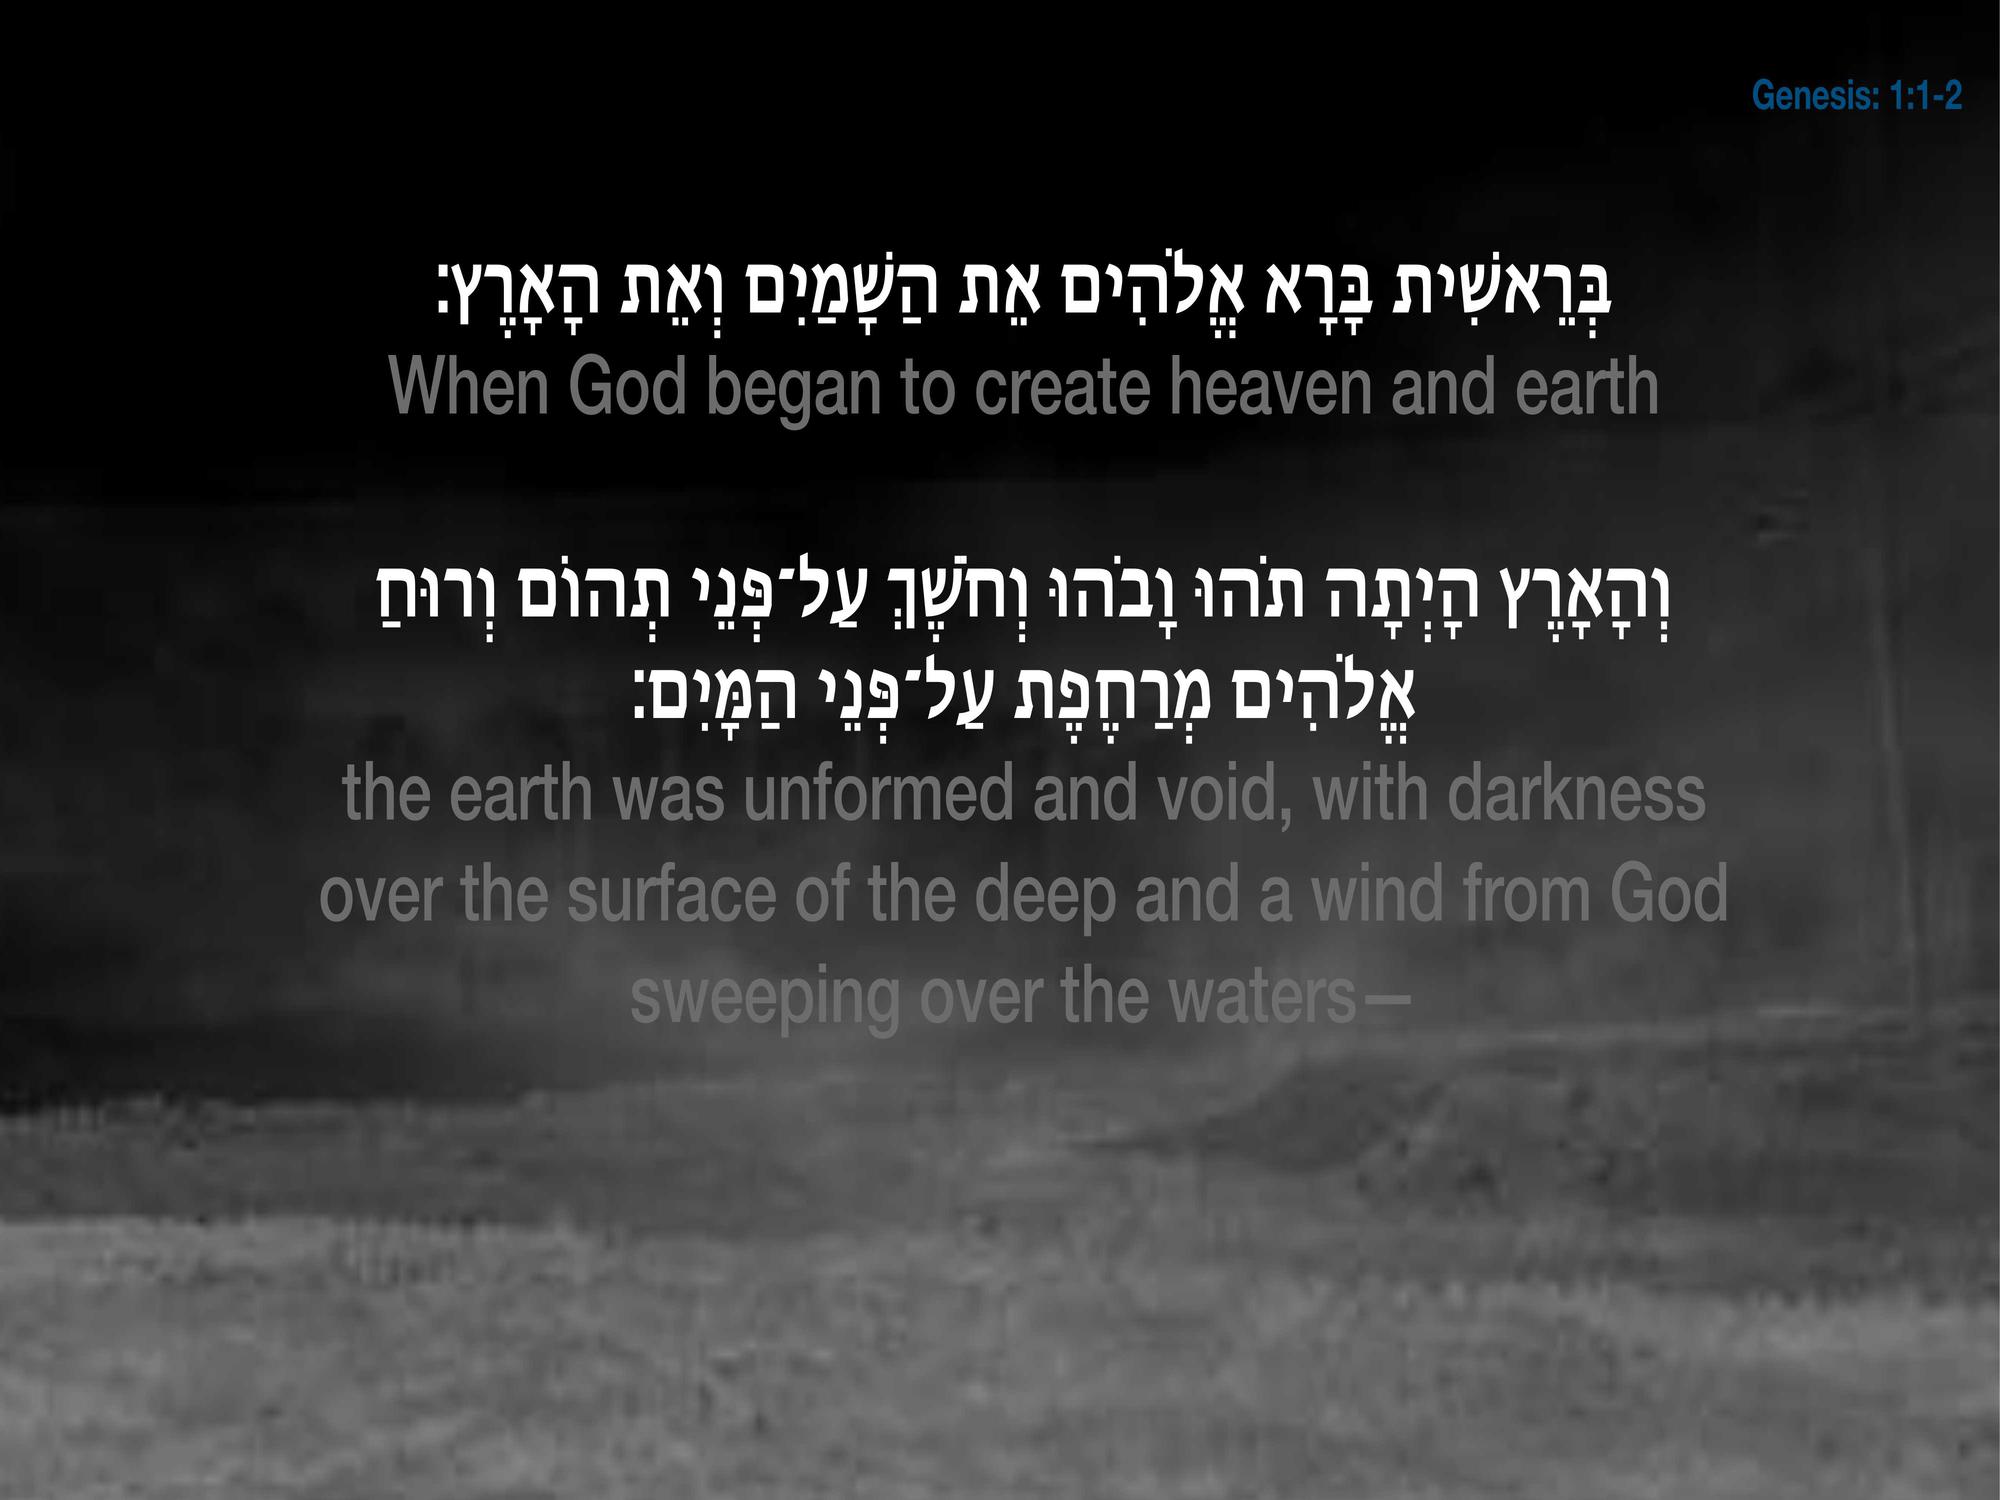 Genesis: 1:1-2
בְּרֵאשִׁית בָּרָא אֱלֹהִים אֵת הַשָּׁמַיִם וְאֵת הָאָרֶץ׃
When God began to create heaven and earth
וְהָאָרֶץ הָיְתָה תֹהוּ וָבֹהוּ וְחֹשֶׁךְ עַל־פְּנֵי תְהוֹם וְרוּחַ
אֱלֹהִים מְרַחֶפֶת עַל־פְּנֵי הַמָּיִם׃
the earth was unformed and void, with darkness
over the surface of the deep and a wind from God
sweeping over the waters—